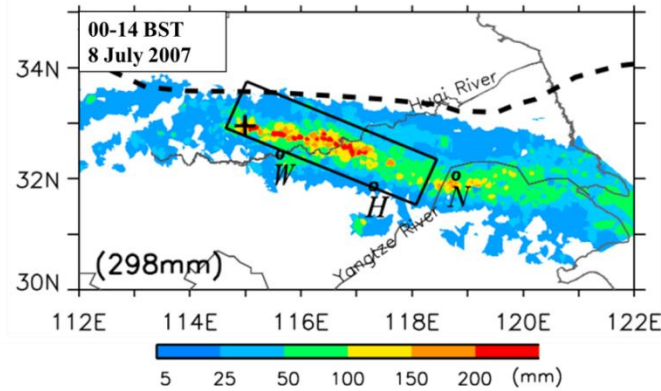 00-14 BST
8 July 2007
34N
32N
30N
Huai River
W
H
N
Yangtze River
(298mm)
112E 114E 116E 118E 120E 122E
5 25 50 100 150 200 (mm)